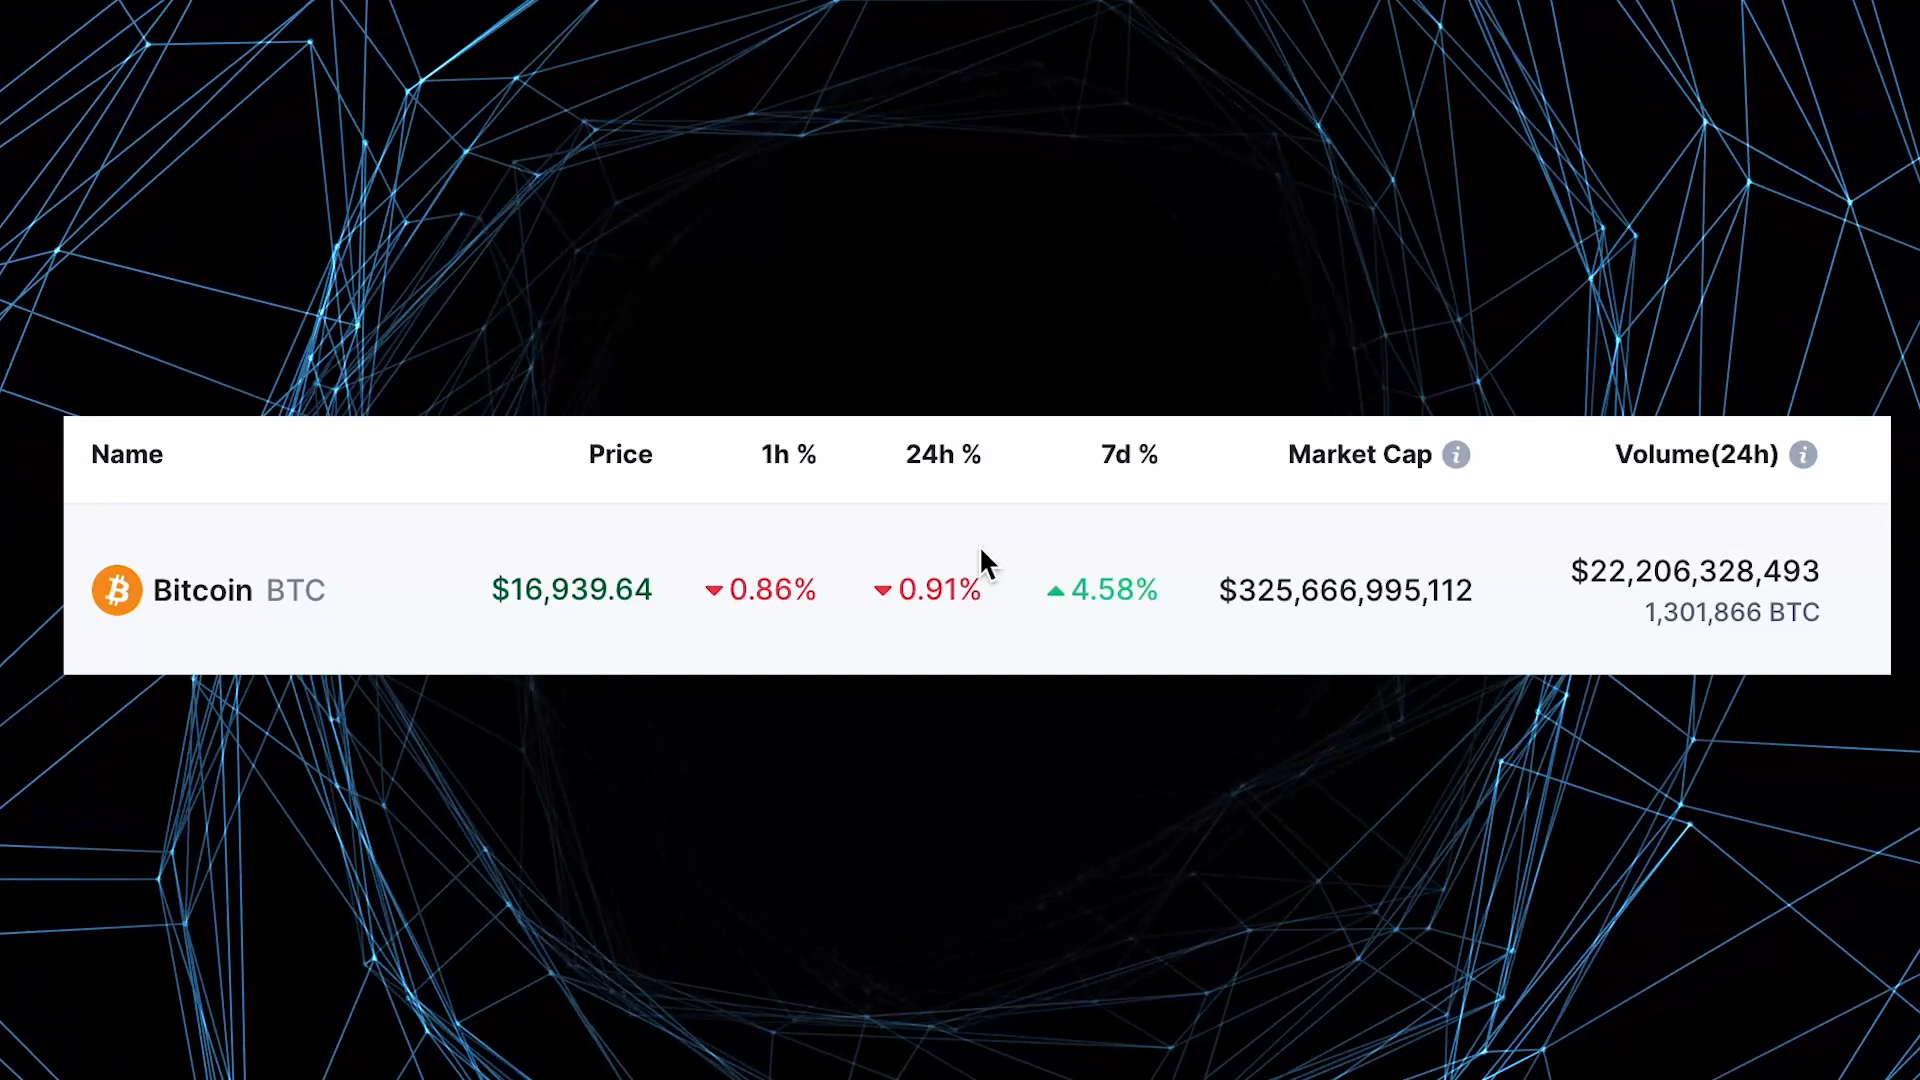 Name Price 1h % 24h % 7d % Market Cap Volume(24h)
Bitcoin BTC $16,939.64 0.86% 0.91% 4.58% $325,666,995,112 $22,206,328,493
1,301,866 BTC